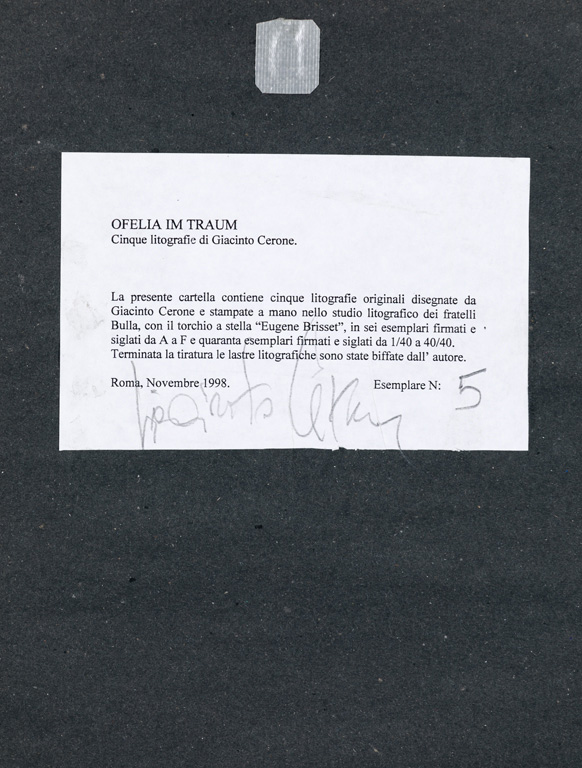 OFELIA IM TRAUM
Cinque litografie di Giacinto Cerone.
La presente cartella contiene cinque litografie originali disegnate da
Giacinto Cerone e stampate a mano nello studio litografico dei fratelli
Bulla, con il torchio a stella “Eugene Brisset”, in sei esemplari firmati e
siglati da A a F e quaranta esemplari firmati e siglati da 1/40 a 40/40.
Terminata la tiratura le lastre litografiche sono state biffate dall’ autore.
Roma, Novembre 1998. Esemplare N: 5
Giacinto Cerone